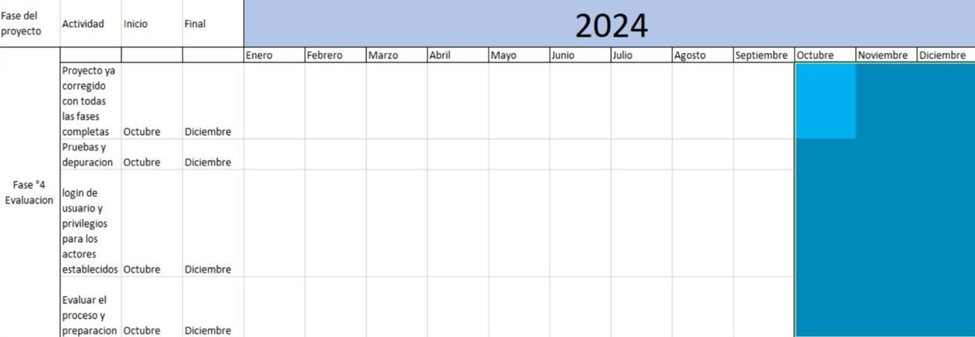 Fase del proyecto
Actividad
Inicio
Final
2024
Enero Febrero Marzo Abril Mayo Junio Julio Agosto Septiembre Octubre Noviembre Diciembre
Fase °4
Evaluacion
Proyecto ya
corregido
con todas
las fases
completas Octubre Diciembre
Pruebas y
depuracion Octubre Diciembre
login de
usuario y
privilegios
para los
actores
establecidos Octubre Diciembre
Evaluar el
proceso y
preparacion Octubre Diciembre